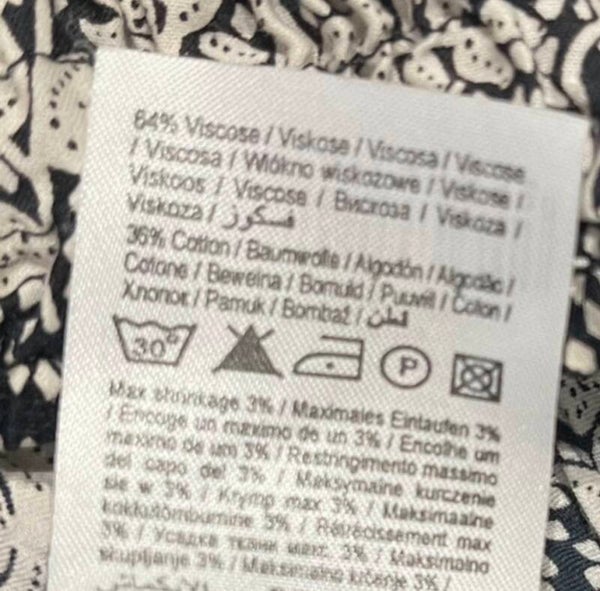 64% Viscose / Viskose / Viscosa / Viscose
/ Viscosa / Włókno wiskozowe / Viskose /
Viskoos / Viscose / Вискоза / Viskoza /
Viskoza / فسكوز
36% Cotton / Baumwolle / Algodón / Algodão /
Cotone / Bawełna / Bomuld / Puuvill / Coton /
Хлопок / Pamuk / Bombaž / قطن
30° P
Max shrinkage 3% / Maximales Einlaufen 3%
/ Encoge un maximo de un 3% / Encolhe um
maximo de um 3% / Restringimento massimo
del capo del 3% / Maksymalne kurczenie
sie w 3% / Krymp max 3% / Maksimaalne
kokkutõmbumine 3% / Rétrécissement max
3% / Усадка ткани макс. 3% / Maksimalno
skupljanje 3% / Maksimalno krčenje 3% /